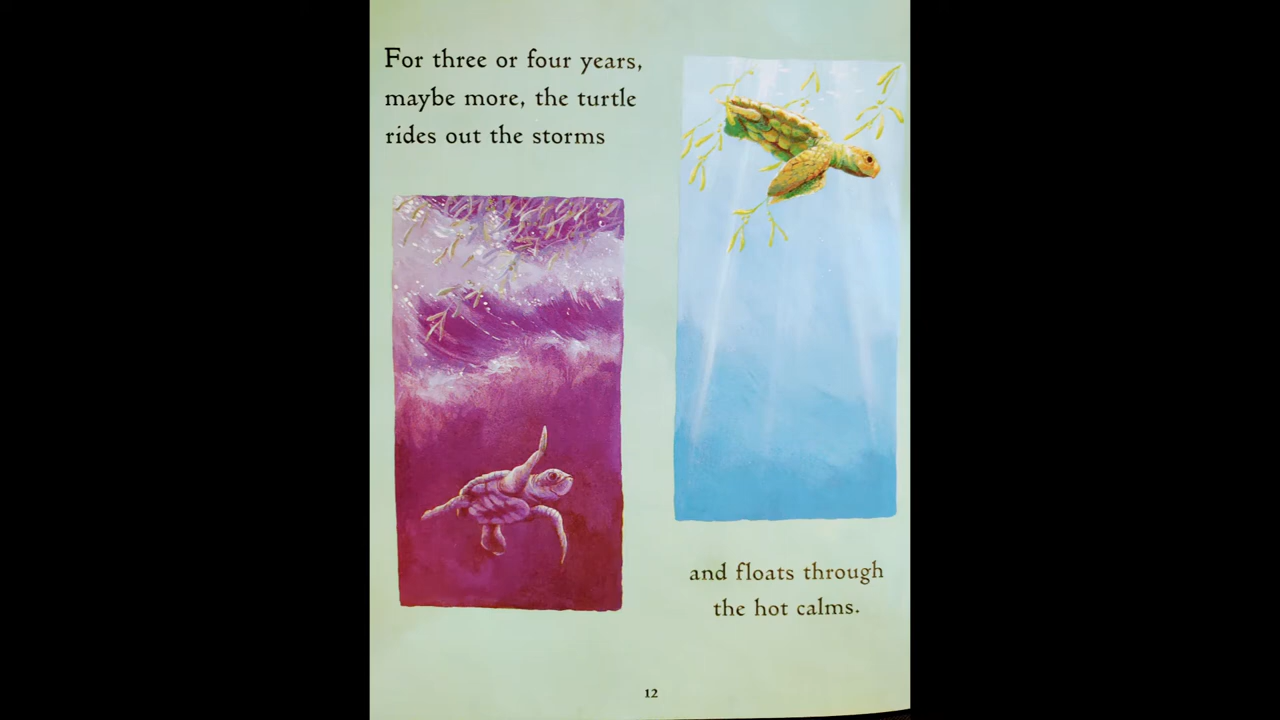 For three or four years,
maybe more, the turtle
rides out the storms
and floats through
the hot calms.
12